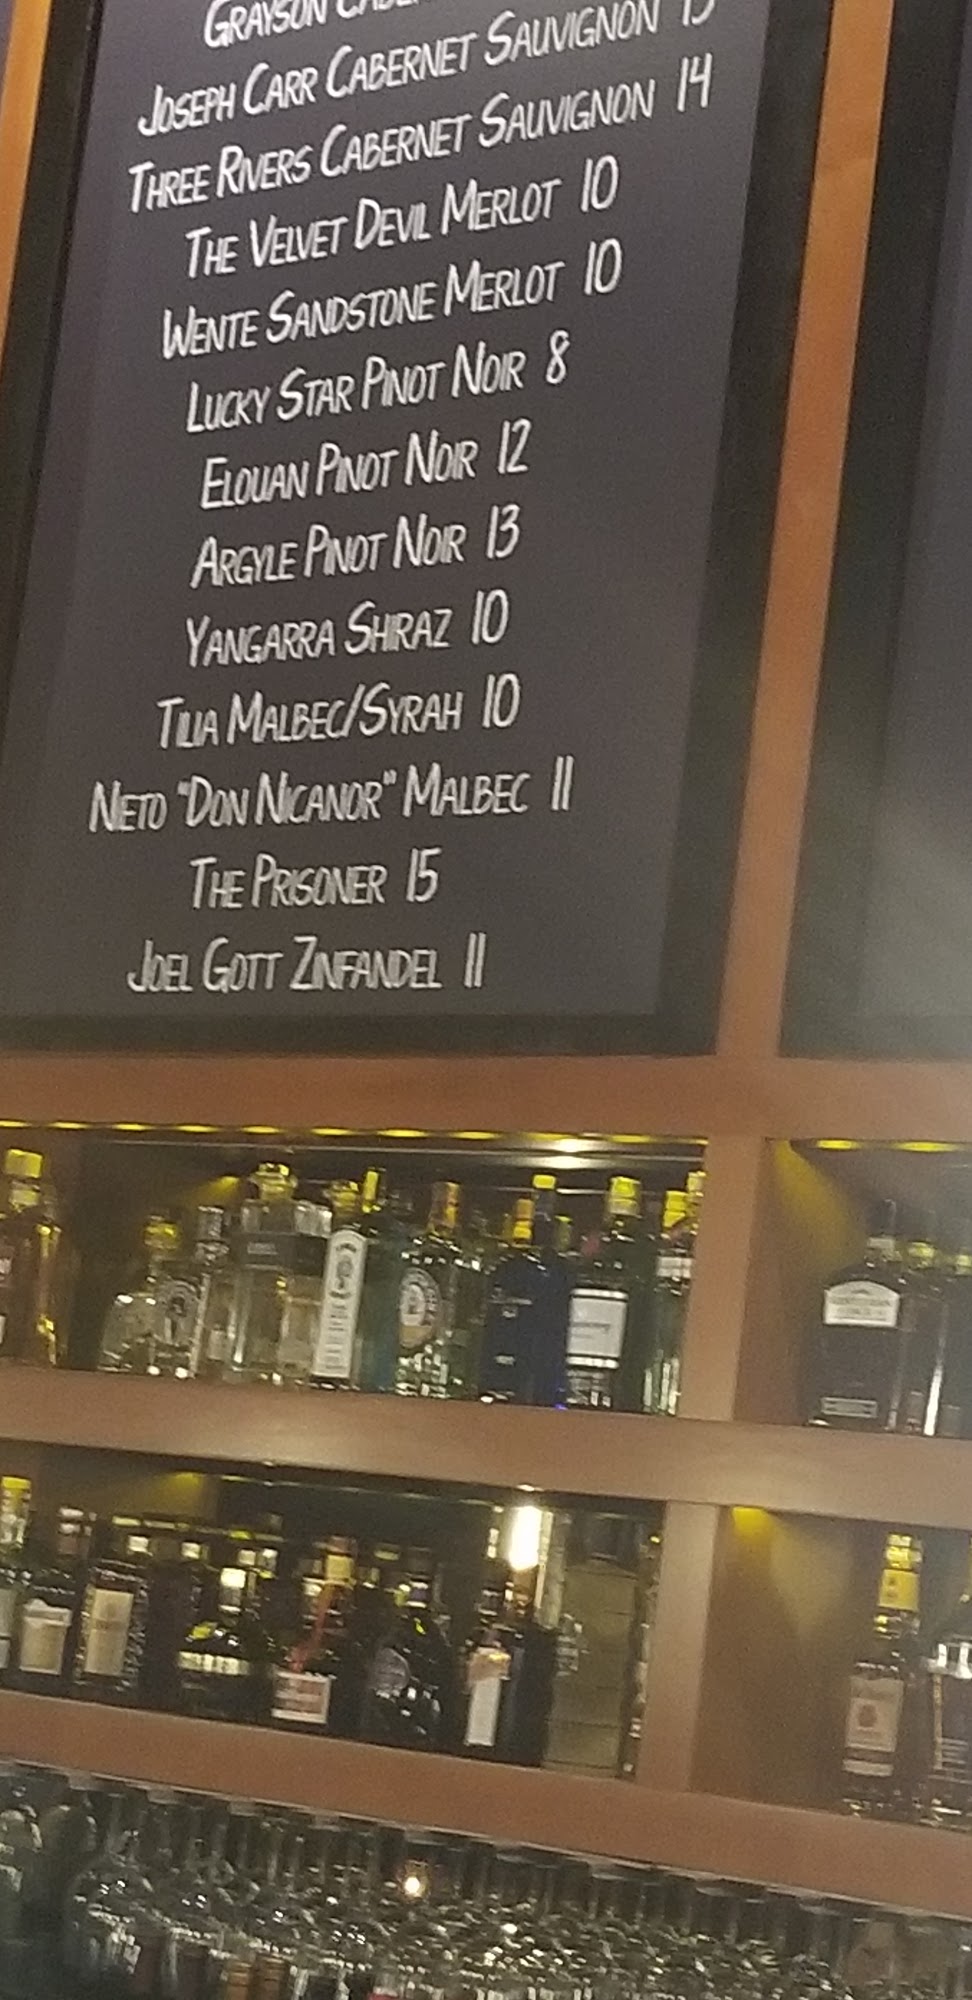 GRAYSON
JOSEPH CARR CABERNET SAUVIGNON
THREE RIVERS CABERNET SAUVIGNON 14
THE VELVET DEVIL MERLOT 10
WENTE SANDSTONE MERLOT 10
LUCKY STAR PINOT NOIR 8
ELOUAN PINOT NOIR 12
ARGYLE PINOT NOIR 13
YANGARRA SHIRAZ 10
TILIA MALBEC/SYRAH 10
NIETO "DON NICANOR" MALBEC 11
THE PRISONER 15
JOEL GOTT ZINFANDEL 11